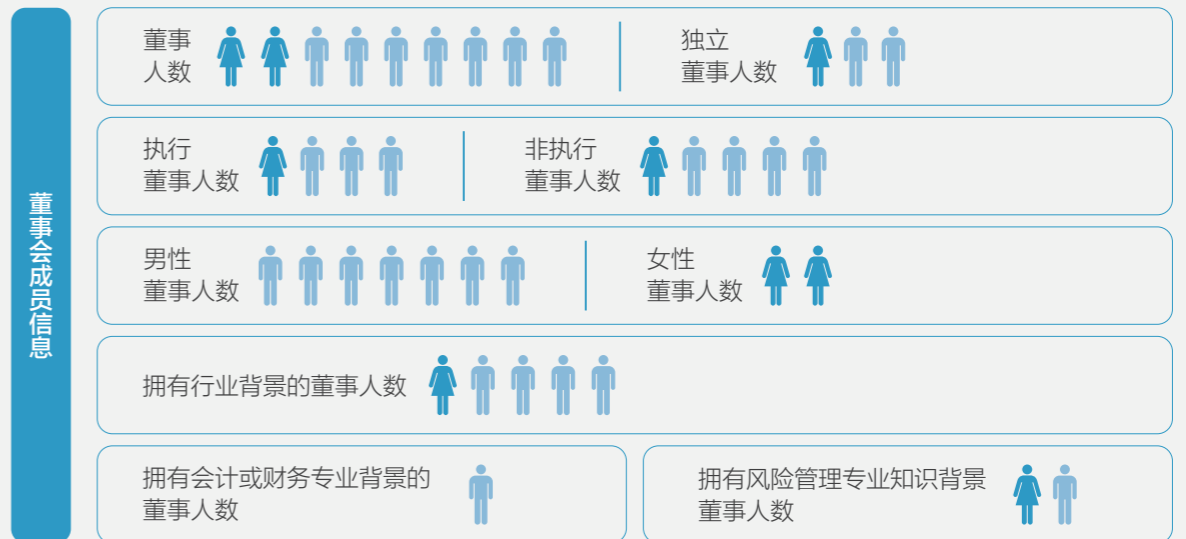 董事会成员信息
董事
人数
独立
董事人数
执行
董事人数
非执行
董事人数
男性
董事人数
女性
董事人数
拥有行业背景的董事人数
拥有会计或财务专业背景的
董事人数
拥有风险管理专业知识背景
董事人数